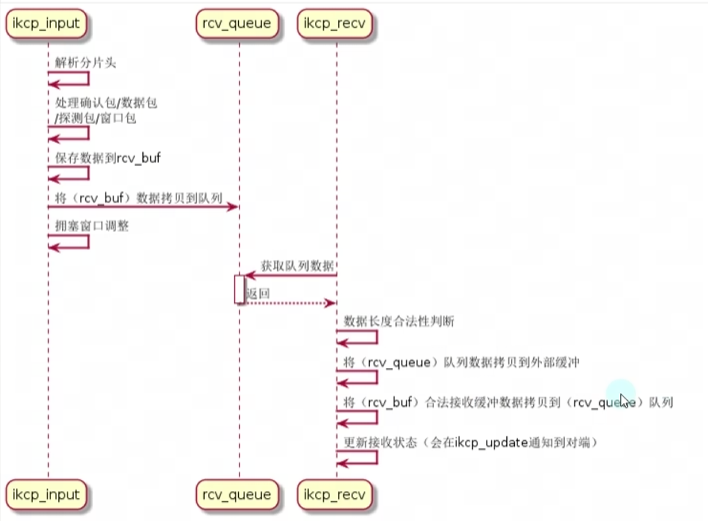 ikcp_input
rcv_queue
ikcp_recv
解析分片头
处理确认包/数据包
/探测包/窗口包
保存数据到rcv_buf
将（rcv_buf）数据拷贝到队列
拥塞窗口调整
获取队列数据
返回
数据长度合法性判断
将（rcv_queue）队列数据拷贝到外部缓冲
将（rcv_buf）合法接收缓冲数据拷贝到（rcv_queue）队列
更新接收状态（会在ikcp_update通知到对端）
ikcp_input
rcv_queue
ikcp_recv